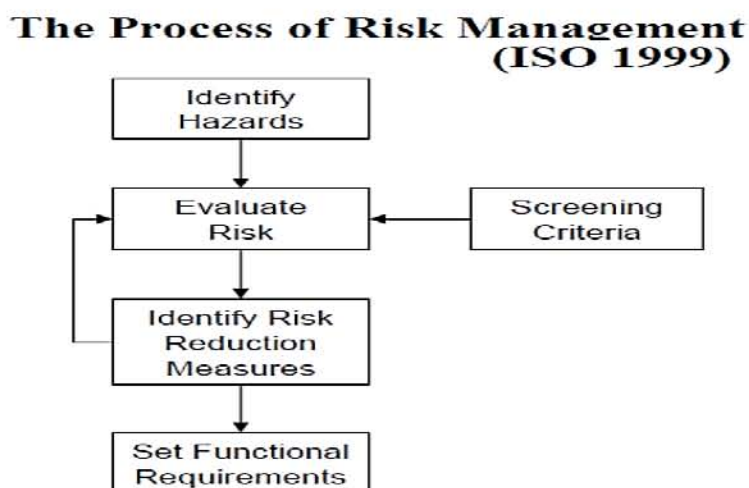 The Process of Risk Management
(ISO 1999)
Identify
Hazards
Evaluate
Risk
Screening
Criteria
Identify Risk
Reduction
Measures
Set Functional
Requirements